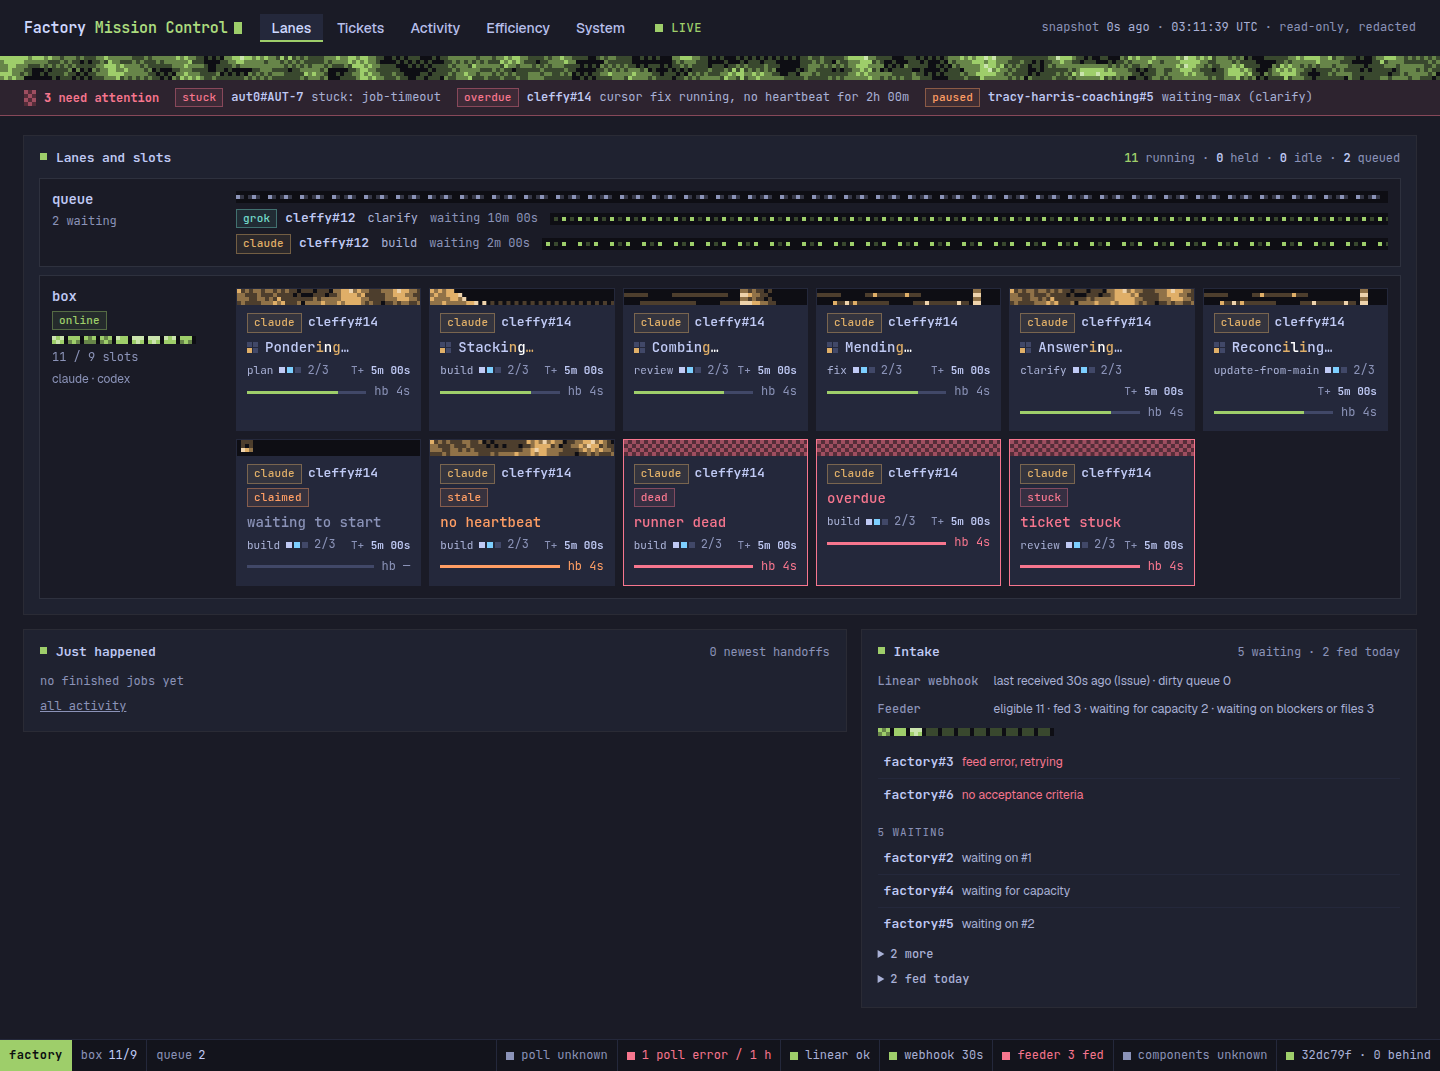 Factory Mission Control Lanes Tickets Activity Efficiency System LIVE snapshot 0s ago · 03:11:39 UTC · read-only, redacted
3 need attention stuck aut0#AUT-7 stuck: job-timeout overdue cleffy#14 cursor fix running, no heartbeat for 2h 00m paused tracy-harris-coaching#5 waiting-max (clarify)
Lanes and slots 11 running · 0 held · 0 idle · 2 queued
queue
2 waiting
grok cleffy#12 clarify waiting 10m 00s
claude cleffy#12 build waiting 2m 00s
box
online
11 / 9 slots
claude · codex
claude cleffy#14
Pondering…
plan 2/3 T+ 5m 00s
hb 4s
claude cleffy#14
Stacking…
build 2/3 T+ 5m 00s
hb 4s
claude cleffy#14
Combing…
review 2/3 T+ 5m 00s
hb 4s
claude cleffy#14
Mending…
fix 2/3 T+ 5m 00s
hb 4s
claude cleffy#14
Answering…
clarify 2/3
T+ 5m 00s
hb 4s
claude cleffy#14
Reconciling…
update-from-main 2/3
T+ 5m 00s
hb 4s
claude cleffy#14
claimed
waiting to start
build 2/3 T+ 5m 00s
hb —
claude cleffy#14
stale
no heartbeat
build 2/3 T+ 5m 00s
hb 4s
claude cleffy#14
dead
runner dead
build 2/3 T+ 5m 00s
hb 4s
claude cleffy#14
overdue
build 2/3 T+ 5m 00s
hb 4s
claude cleffy#14
stuck
ticket stuck
review 2/3 T+ 5m 00s
hb 4s
Just happened 0 newest handoffs
no finished jobs yet
all activity
Intake 5 waiting · 2 fed today
Linear webhook last received 30s ago (Issue) · dirty queue 0
Feeder eligible 11 · fed 3 · waiting for capacity 2 · waiting on blockers or files 3
factory#3 feed error, retrying
factory#6 no acceptance criteria
5 WAITING
factory#2 waiting on #1
factory#4 waiting for capacity
factory#5 waiting on #2
2 more
2 fed today
factory box 11/9 queue 2 poll unknown 1 poll error / 1 h linear ok webhook 30s feeder 3 fed components unknown 32dc79f · 0 behind